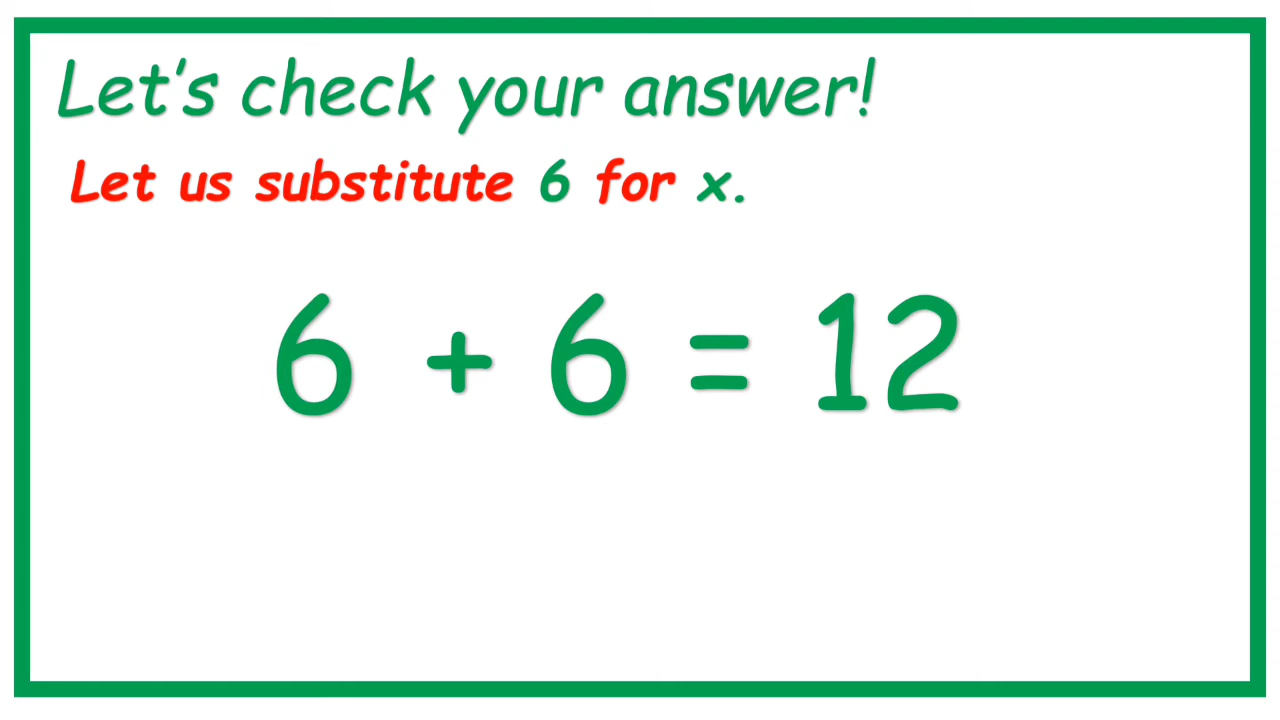 Let’s check your answer!
Let us substitute 6 for x.
6 + 6 = 12